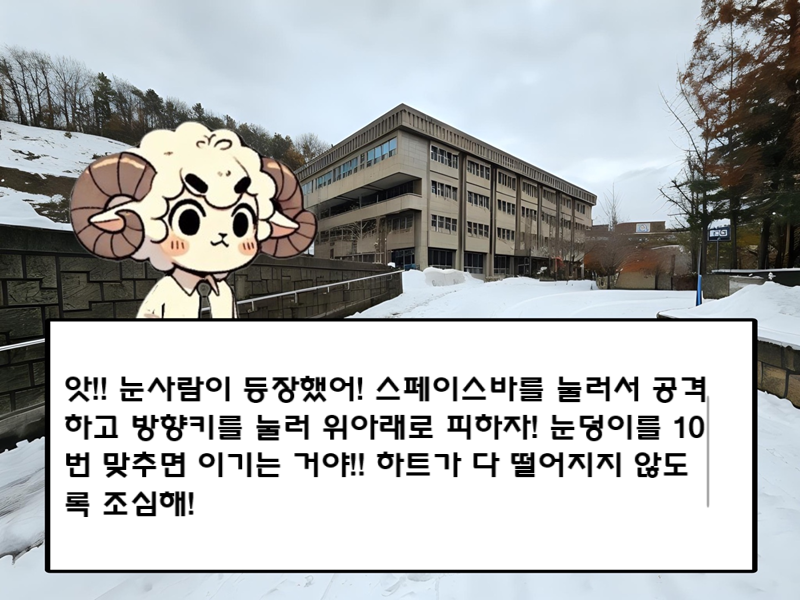 앗!! 눈사람이 등장했어! 스페이스바를 눌러서 공격
하고 방향키를 눌러 위아래로 피하자! 눈덩이를 10
번 맞추면 이기는 거야!! 하트가 다 떨어지지 않도
록 조심해!